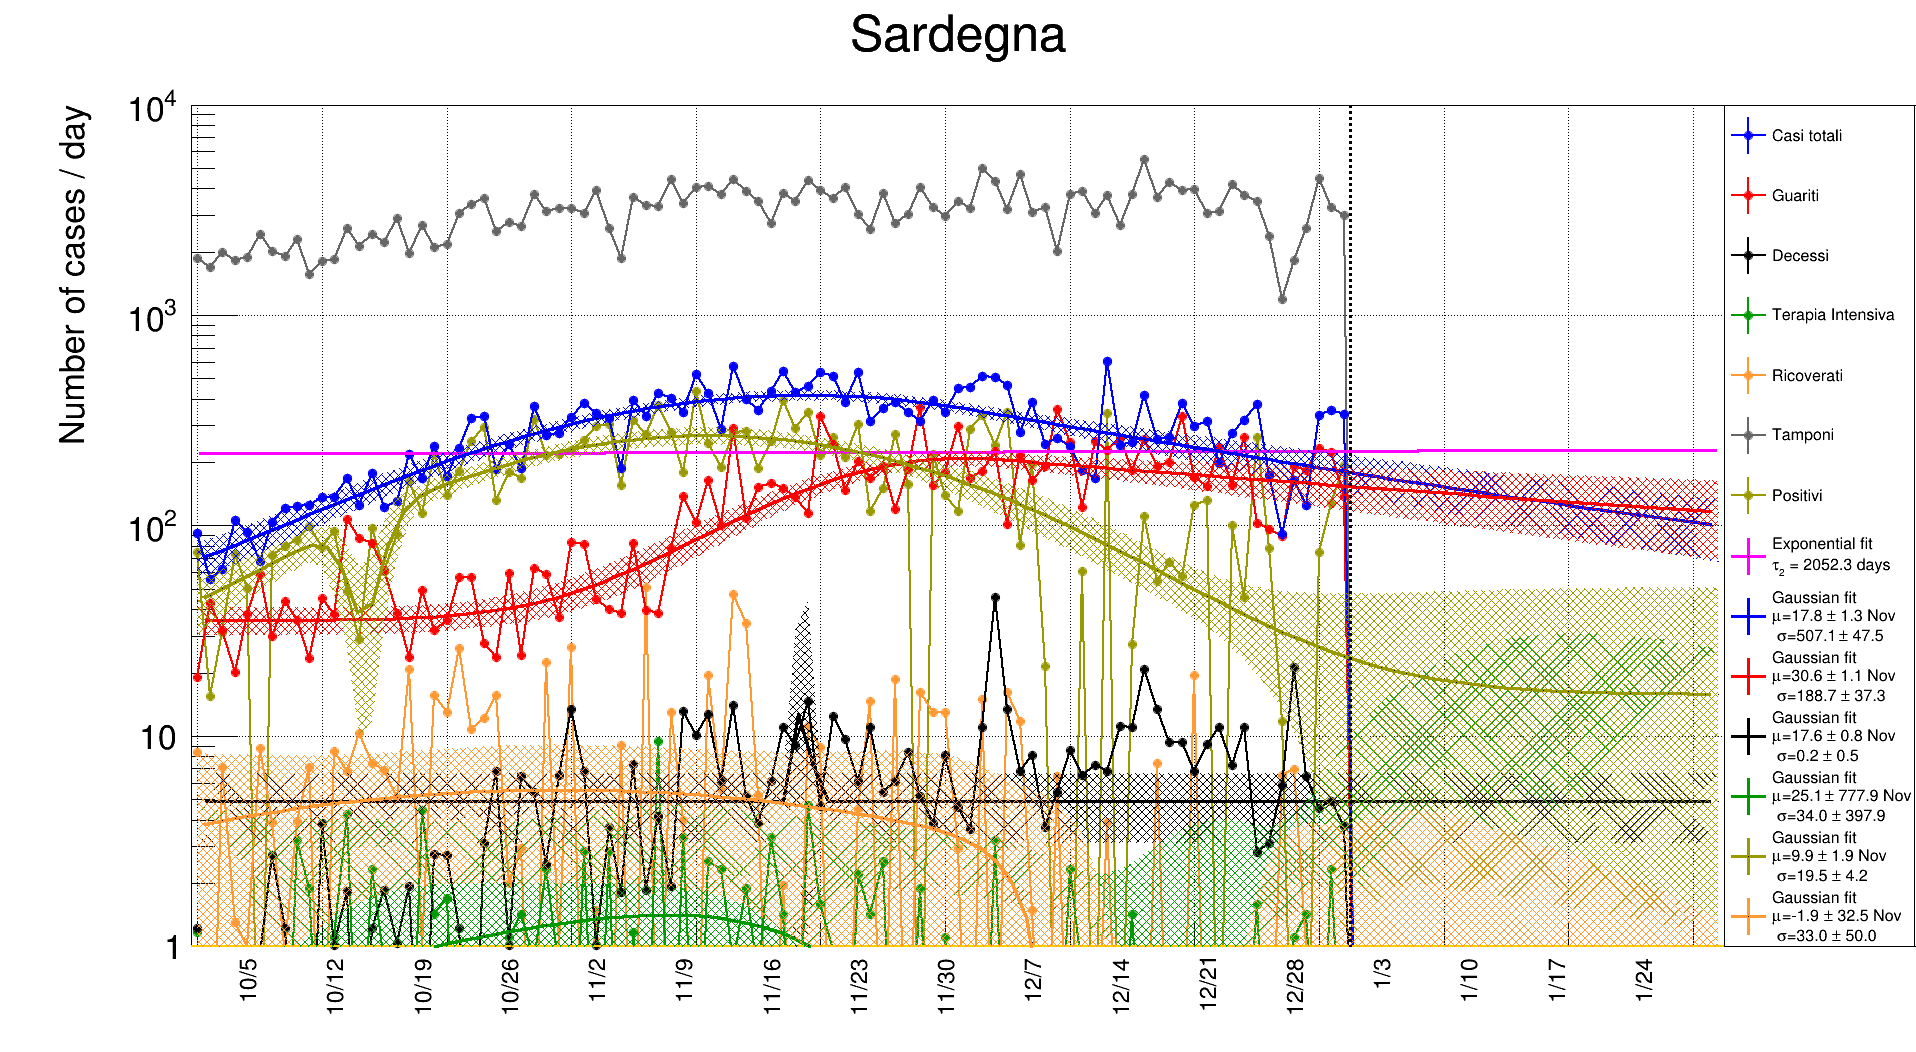 Sardegna
Number of cases / day
10⁴
10³
10²
10
1
10/5
10/12
10/19
10/26
11/2
11/9
11/16
11/23
11/30
12/7
12/14
12/21
12/28
1/3
1/10
1/17
1/24
Casi totali
Guariti
Decessi
Terapia Intensiva
Ricoverati
Tamponi
Positivi
Exponential fit
τ₂ = 2052.3 days
Gaussian fit
μ=17.8 ± 1.3 Nov
σ=507.1 ± 47.5
Gaussian fit
μ=30.6 ± 1.1 Nov
σ=188.7 ± 37.3
Gaussian fit
μ=17.6 ± 0.8 Nov
σ=0.2 ± 0.5
Gaussian fit
μ=25.1 ± 777.9 Nov
σ=34.0 ± 397.9
Gaussian fit
μ=9.9 ± 1.9 Nov
σ=19.5 ± 4.2
Gaussian fit
μ=-1.9 ± 32.5 Nov
σ=33.0 ± 50.0